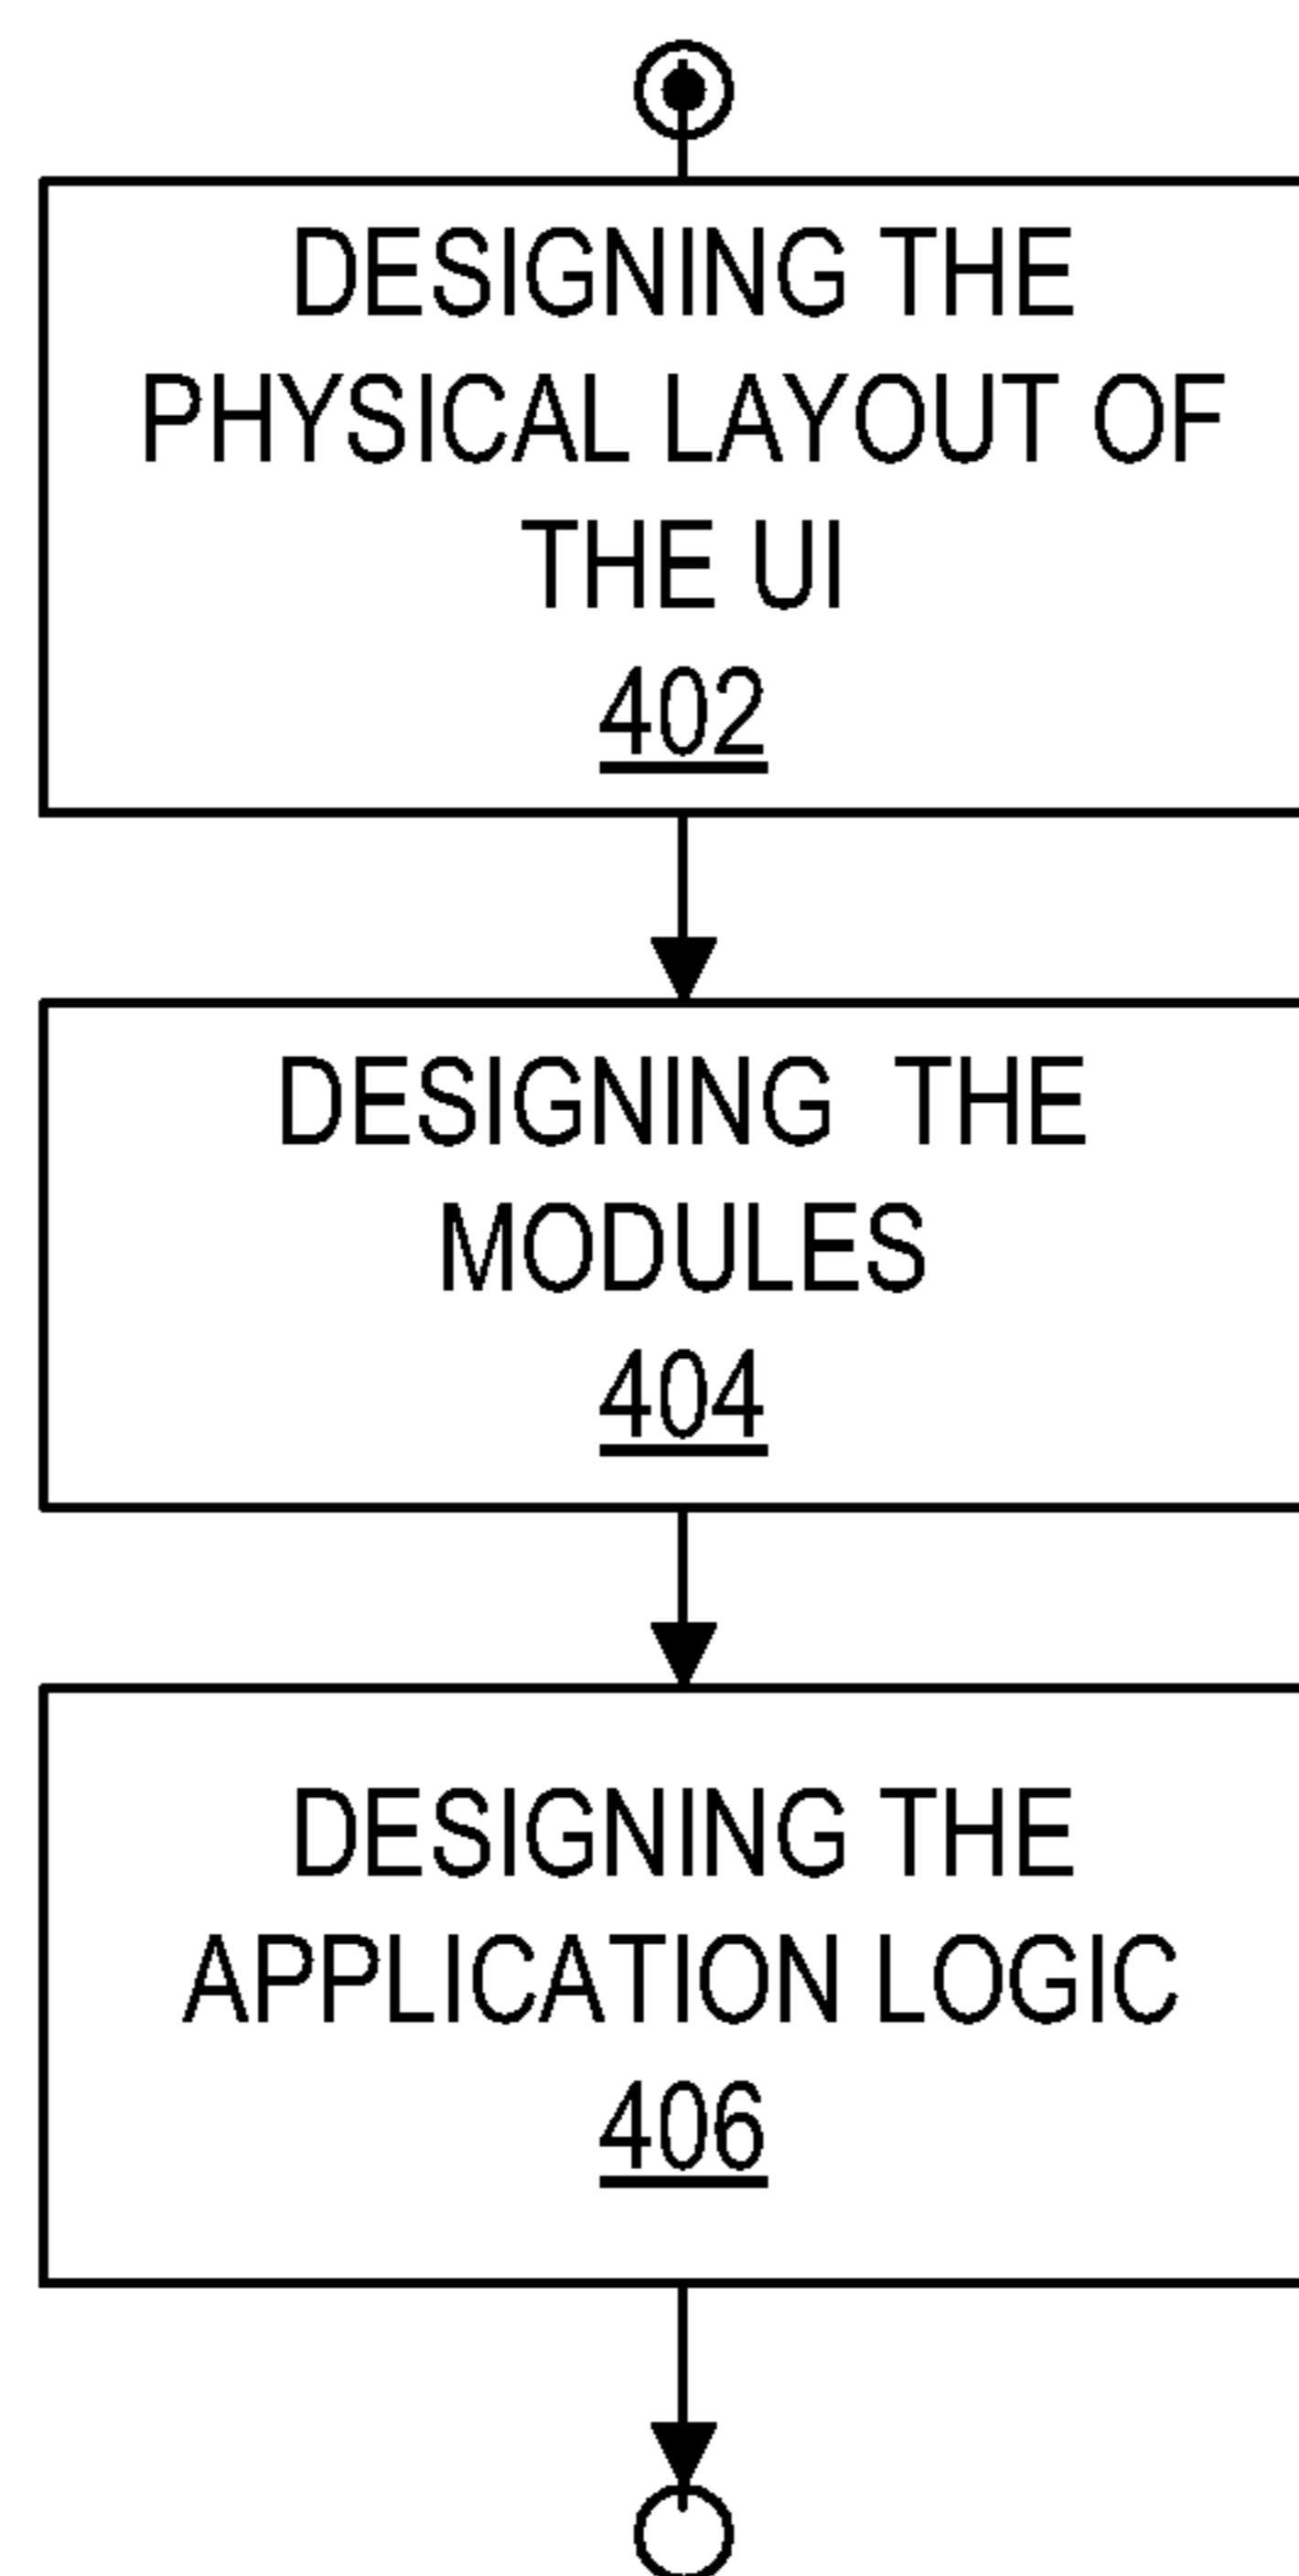 DESIGNING THE
PHYSICAL LAYOUT OF
THE UI
402
DESIGNING THE
MODULES
404
DESIGNING THE
APPLICATION LOGIC
406